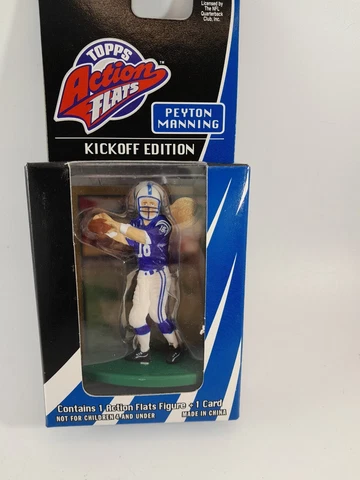 Licensed by
The NFL
Quarterback
Club, Inc.
TOPPS
Action™
FLATS
PEYTON
MANNING
KICKOFF EDITION
18
Contains 1 Action Flats Figure + 1 Card
NOT FOR CHILDREN 4 AND UNDER MADE IN CHINA